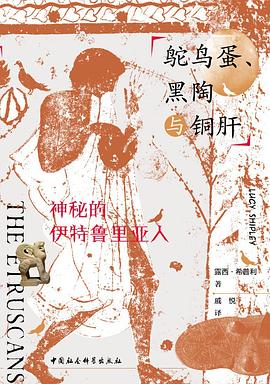 鸵鸟蛋、
黑陶
与铜肝
LUCY SHIPLEY
神秘的
伊特鲁里亚人
THE ETRUSCANS
露西·希普利
著
戚悦
译
中国社会科学出版社